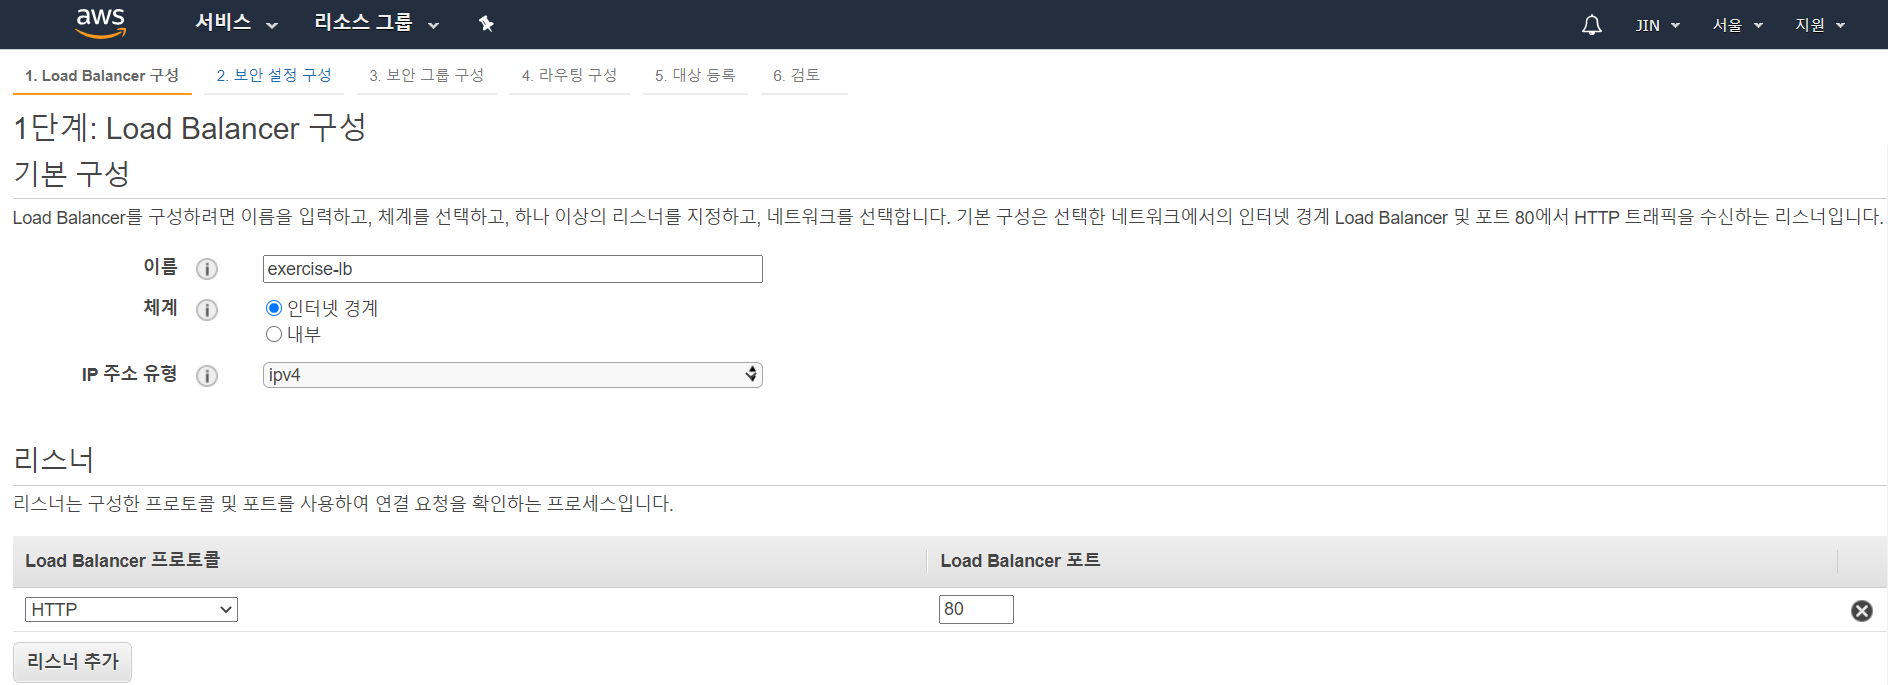 aws 서비스 리소스 그룹 JIN 서울 지원
1. Load Balancer 구성 2. 보안 설정 구성 3. 보안 그룹 구성 4. 라우팅 구성 5. 대상 등록 6. 검토
1단계: Load Balancer 구성
기본 구성
Load Balancer를 구성하려면 이름을 입력하고, 체계를 선택하고, 하나 이상의 리스너를 지정하고, 네트워크를 선택합니다. 기본 구성은 선택한 네트워크에서의 인터넷 경계 Load Balancer 및 포트 80에서 HTTP 트래픽을 수신하는 리스너입니다.
이름 i exercise-lb
체계 i 인터넷 경계
내부
IP 주소 유형 i ipv4
리스너
리스너는 구성한 프로토콜 및 포트를 사용하여 연결 요청을 확인하는 프로세스입니다.
Load Balancer 프로토콜 Load Balancer 포트
HTTP 80
리스너 추가